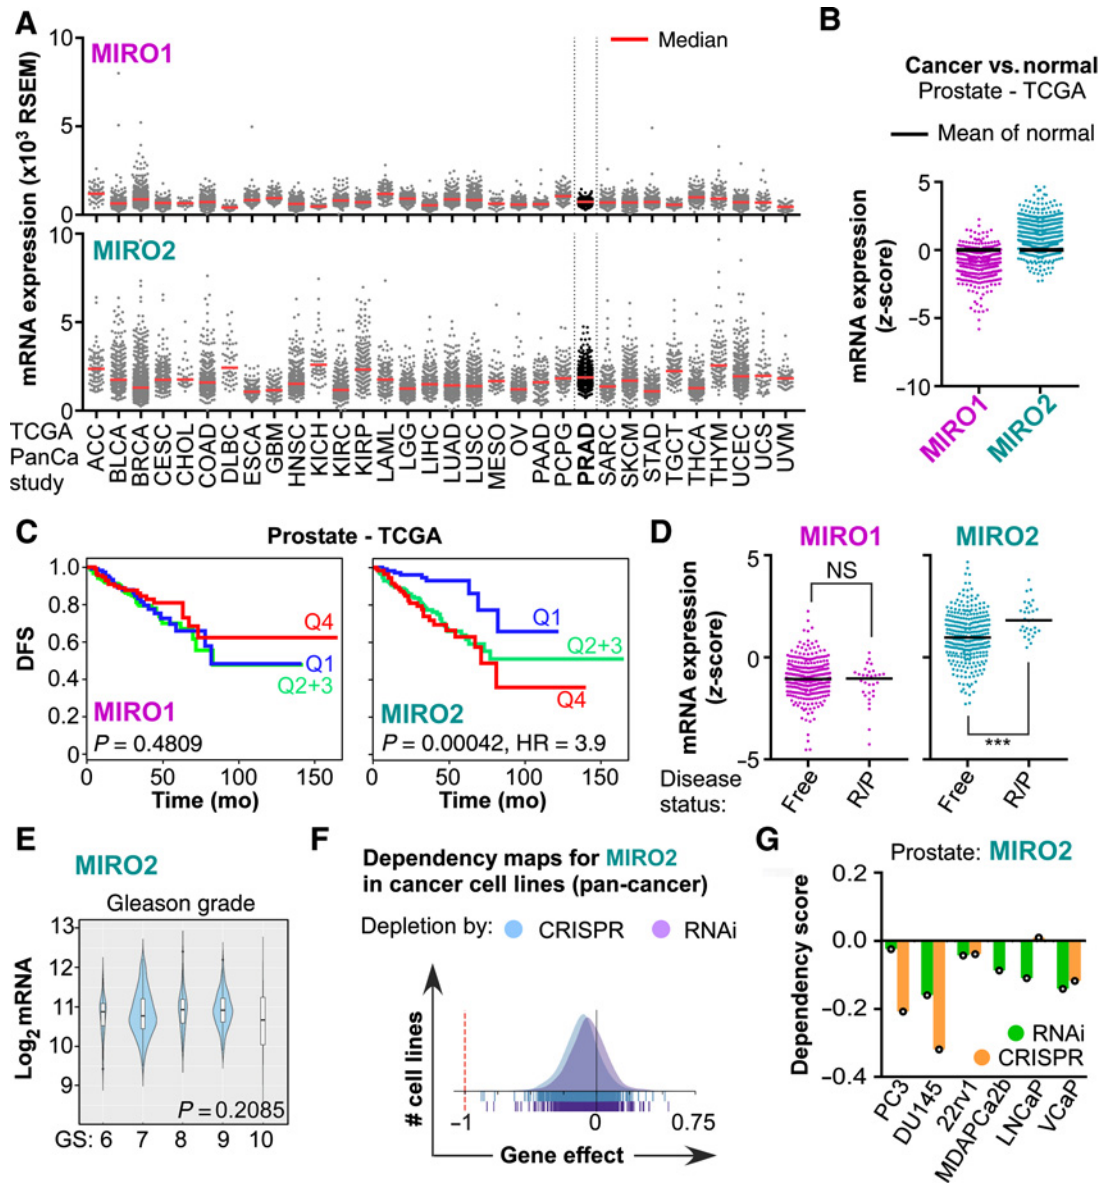 A
MIRO1
Median
mRNA expression (x10³ RSEM)
10
5
0
MIRO2
10
5
0
TCGA
PanCa
study
ACC
BLCA
BRCA
CESC
CHOL
COAD
DLBC
ESCA
GBM
HNSC
KICH
KIRC
KIRP
LAML
LGG
LIHC
LUAD
LUSC
MESO
OV
PAAD
PCPG
PRAD
SARC
SKCM
STAD
TGCT
THCA
THYM
UCEC
UCS
UVM
B
Cancer vs. normal
Prostate - TCGA
Mean of normal
mRNA expression
(z-score)
5
0
−5
−10
MIRO1
MIRO2
C
Prostate - TCGA
DFS
1.0
0.8
0.6
0.4
0.2
0
Q4
Q1
Q2+3
MIRO1
P = 0.4809
0 50 100 150
Time (mo)
Q1
Q2+3
Q4
MIRO2
P = 0.00042, HR = 3.9
0 50 100 150
Time (mo)
D
MIRO1
MIRO2
mRNA expression
(z-score)
5
0
−5
NS
***
Disease
status:
Free
R/P
Free
R/P
E
MIRO2
Gleason grade
Log2 mRNA
13
12
11
10
9
P = 0.2085
GS: 6 7 8 9 10
F
Dependency maps for MIRO2
in cancer cell lines (pan-cancer)
Depletion by: CRISPR RNAi
# cell lines
−1 0 0.75
Gene effect
G
Prostate: MIRO2
Dependency score
0.2
0.0
−0.2
−0.4
RNAi
CRISPR
PC3
DU145
22rv1
MDAPCa2b
LNCaP
VCaP